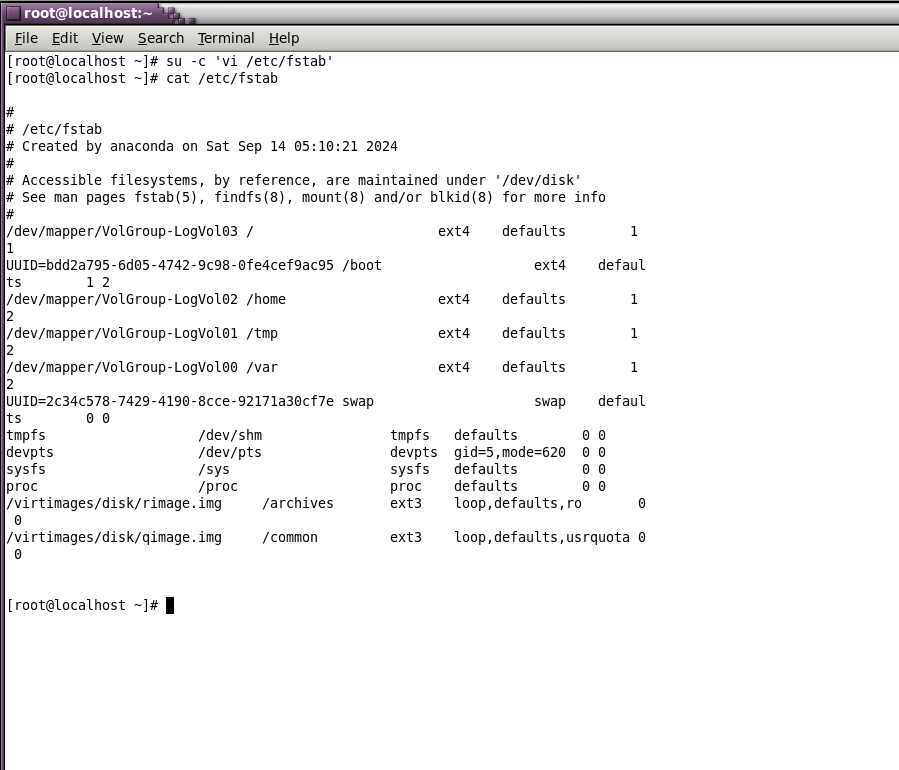 root@localhost:~
File Edit View Search Terminal Help
[root@localhost ~]# su -c 'vi /etc/fstab'
[root@localhost ~]# cat /etc/fstab
#
# /etc/fstab
# Created by anaconda on Sat Sep 14 05:10:21 2024
#
# Accessible filesystems, by reference, are maintained under '/dev/disk'
# See man pages fstab(5), findfs(8), mount(8) and/or blkid(8) for more info
#
/dev/mapper/VolGroup-LogVol03 /                       ext4    defaults        1
1
UUID=bdd2a795-6d05-4742-9c98-0fe4cef9ac95 /boot                   ext4    defaul
ts        1 2
/dev/mapper/VolGroup-LogVol02 /home                   ext4    defaults        1
2
/dev/mapper/VolGroup-LogVol01 /tmp                    ext4    defaults        1
2
/dev/mapper/VolGroup-LogVol00 /var                    ext4    defaults        1
2
UUID=2c34c578-7429-4190-8cce-92171a30cf7e swap                    swap    defaul
ts        0 0
tmpfs                   /dev/shm                tmpfs   defaults        0 0
devpts                  /dev/pts                devpts  gid=5,mode=620  0 0
sysfs                   /sys                    sysfs   defaults        0 0
proc                    /proc                   proc    defaults        0 0
/virtimages/disk/rimage.img     /archives       ext3    loop,defaults,ro       0
 0
/virtimages/disk/qimage.img     /common         ext3    loop,defaults,usrquota 0
 0
[root@localhost ~]#